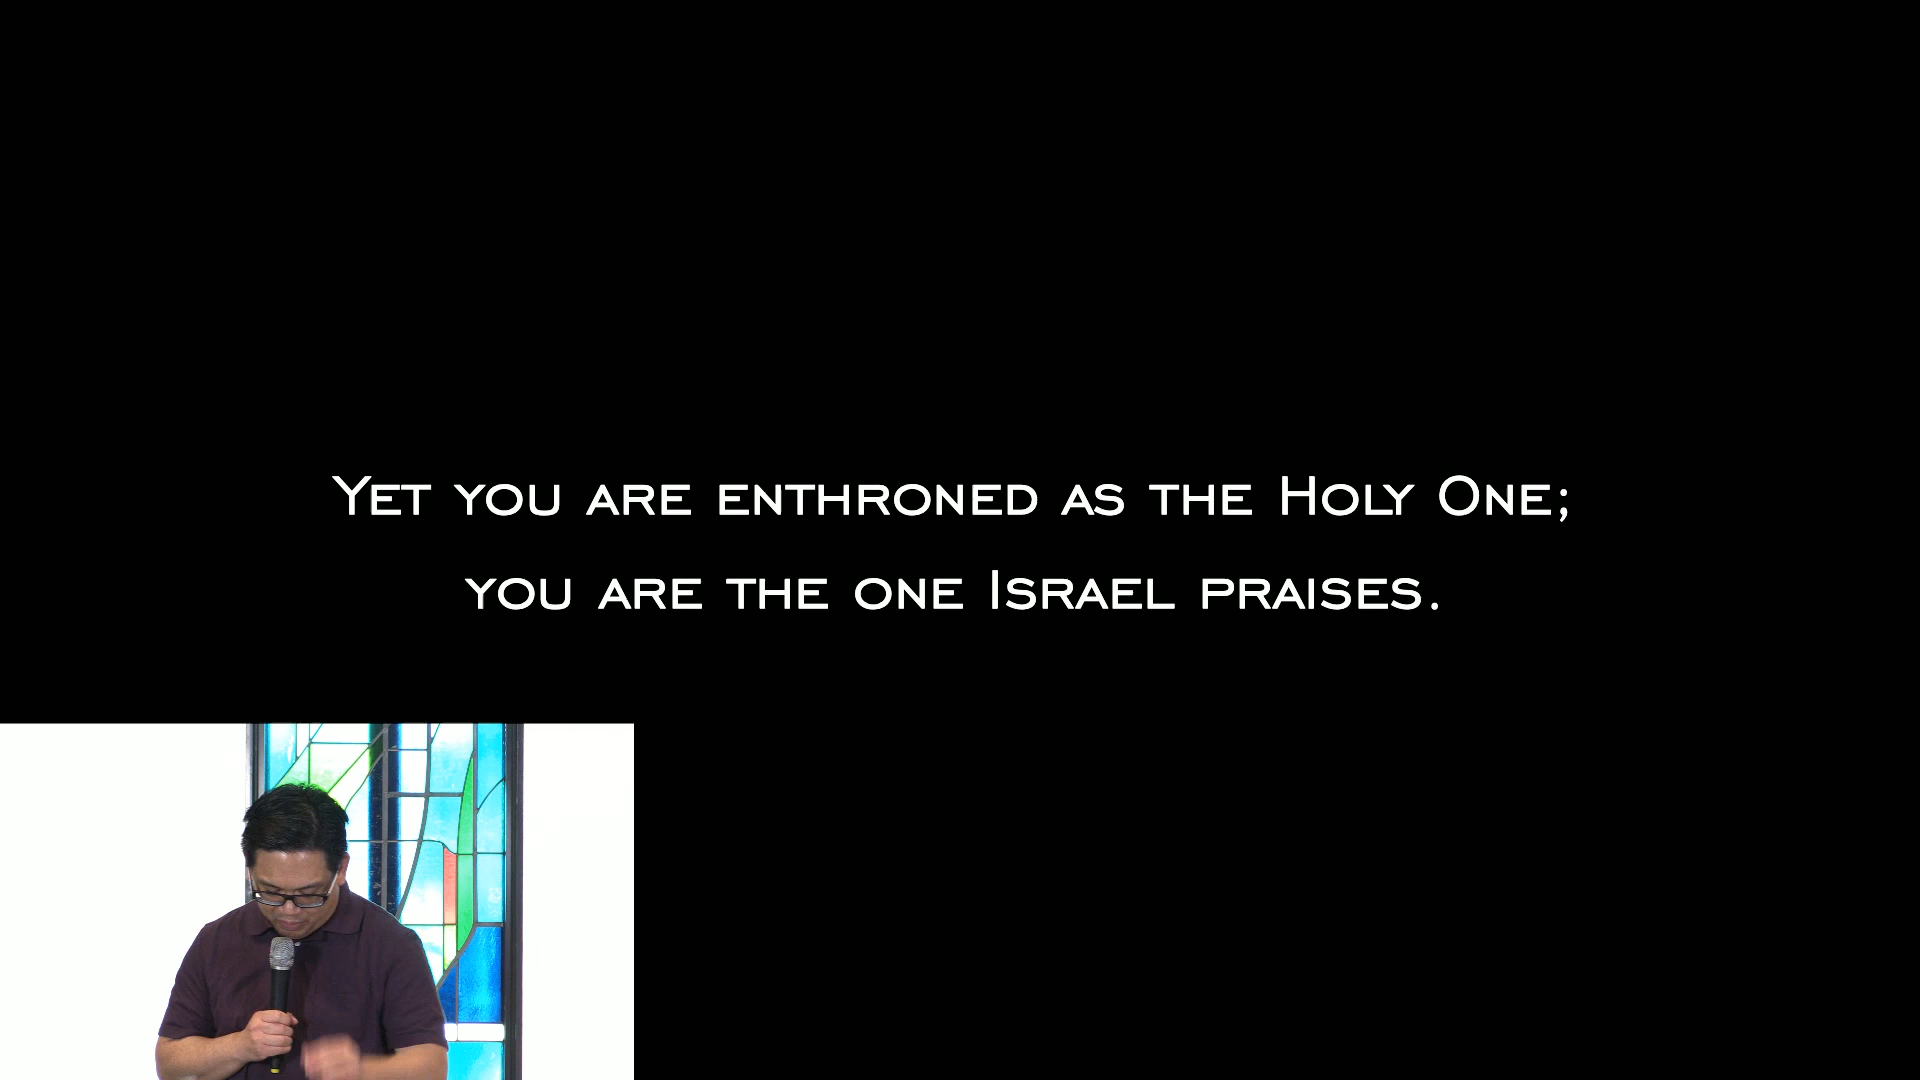 Yet you are enthroned as the Holy One;
you are the one Israel praises.